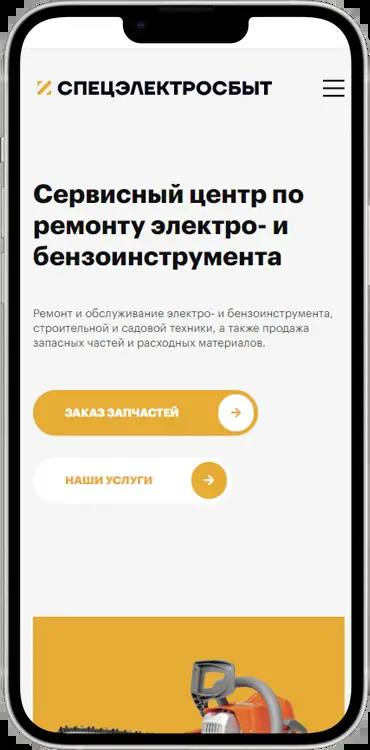 СПЕЦЭЛЕКТРОСБЫТ
Сервисный центр по
ремонту электро- и
бензоинструмента
Ремонт и обслуживание электро- и бензоинструмента,
строительной и садовой техники, а также продажа
запасных частей и расходных материалов.
ЗАКАЗ ЗАПЧАСТЕЙ
НАШИ УСЛУГИ